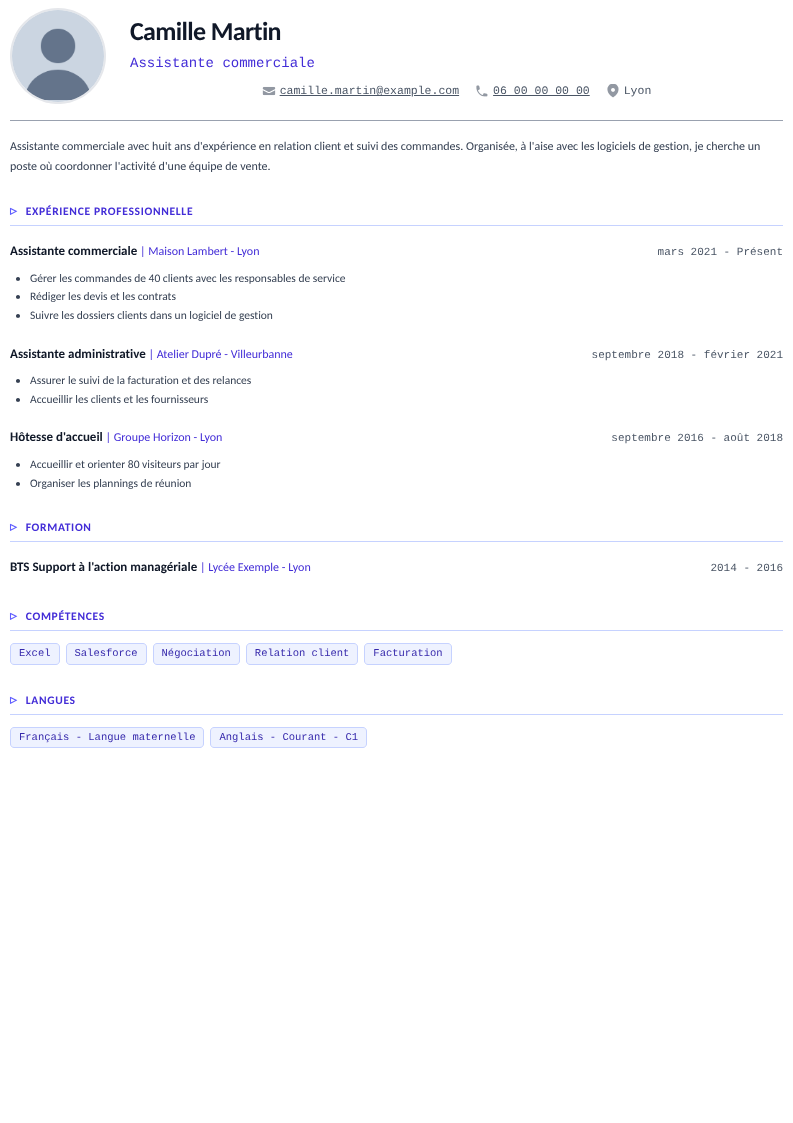 Camille Martin
Assistante commerciale
camille.martin@example.com 06 00 00 00 00 Lyon
Assistante commerciale avec huit ans d'expérience en relation client et suivi des commandes. Organisée, à l'aise avec les logiciels de gestion, je cherche un
poste où coordonner l'activité d'une équipe de vente.
EXPÉRIENCE PROFESSIONNELLE
Assistante commerciale | Maison Lambert - Lyon mars 2021 - Présent
• Gérer les commandes de 40 clients avec les responsables de service
• Rédiger les devis et les contrats
• Suivre les dossiers clients dans un logiciel de gestion
Assistante administrative | Atelier Dupré - Villeurbanne septembre 2018 - février 2021
• Assurer le suivi de la facturation et des relances
• Accueillir les clients et les fournisseurs
Hôtesse d'accueil | Groupe Horizon - Lyon septembre 2016 - août 2018
• Accueillir et orienter 80 visiteurs par jour
• Organiser les plannings de réunion
FORMATION
BTS Support à l'action managériale | Lycée Exemple - Lyon 2014 - 2016
COMPÉTENCES
Excel Salesforce Négociation Relation client Facturation
LANGUES
Français - Langue maternelle Anglais - Courant - C1